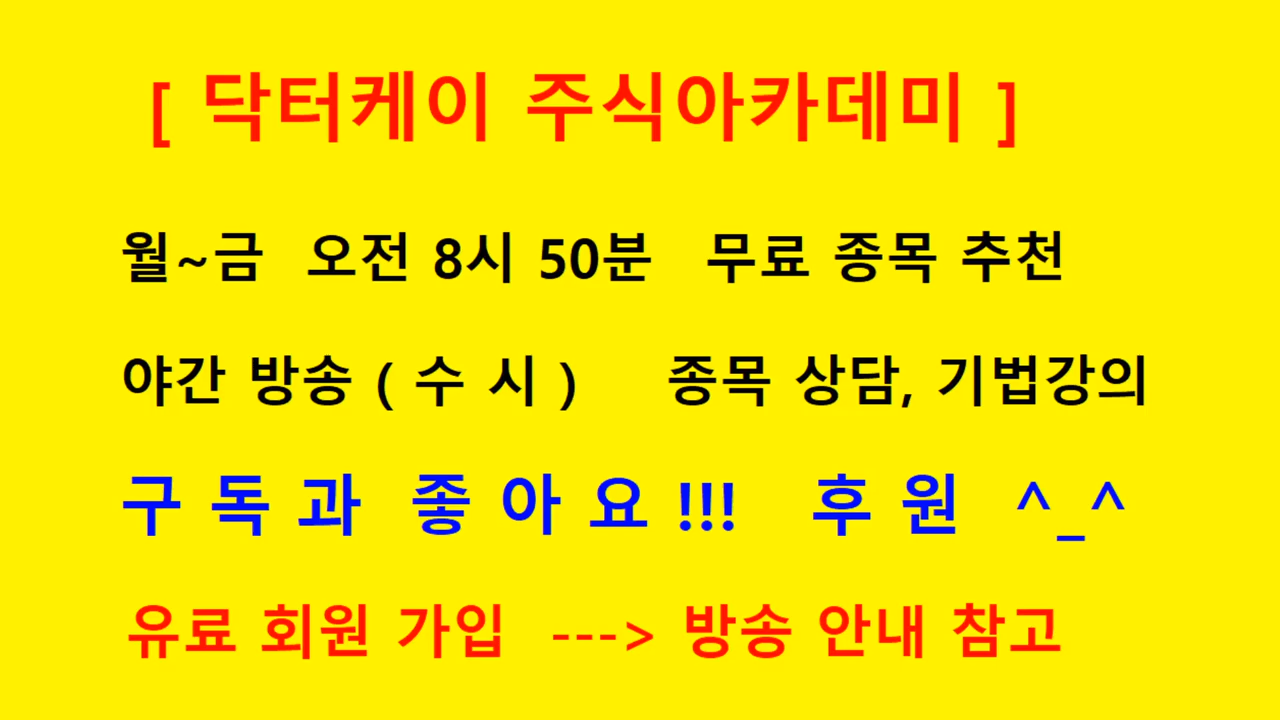 [ 닥터케이 주식아카데미 ]
월~금 오전 8시 50분 무료 종목 추천
야간 방송 ( 수 시 ) 종목 상담, 기법강의
구 독 과 좋 아 요 !!! 후 원 ^_^
유료 회원 가입 ---> 방송 안내 참고